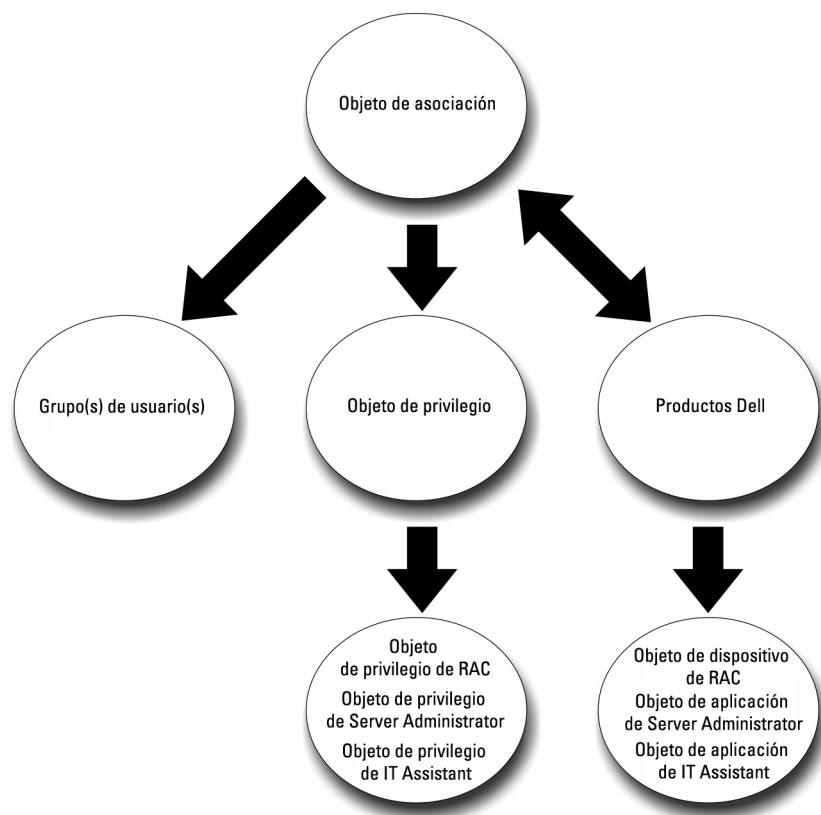 Objeto de asociación
Grupo(s) de usuario(s)
Objeto de privilegio
Productos Dell
Objeto
de privilegio de RAC
Objeto de privilegio
de Server Administrator
Objeto de privilegio
de IT Assistant
Objeto de dispositivo
de RAC
Objeto de aplicación
de Server Administrator
Objeto de aplicación
de IT Assistant